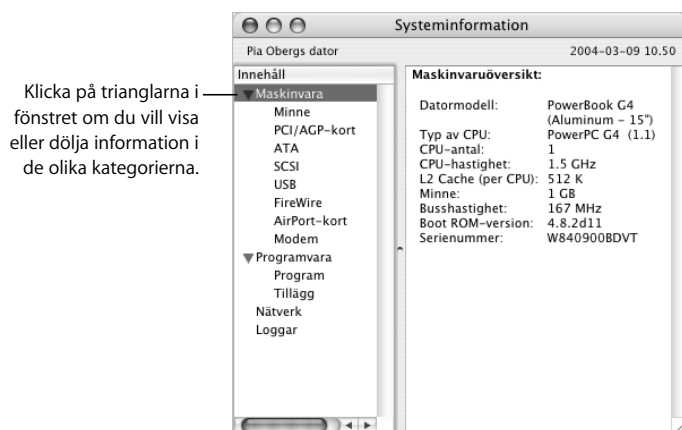 Systeminformation
Pia Obergs dator 2004–03–09 10.50
Klicka på trianglarna i
fönstret om du vill visa
eller dölja information i
de olika kategorierna.
Innehåll
Maskinvara
Minne
PCI/AGP-kort
ATA
SCSI
USB
FireWire
AirPort-kort
Modem
Programvara
Program
Tillägg
Nätverk
Loggar
Maskinvaruöversikt:
Datormodell: PowerBook G4
(Aluminum – 15")
Typ av CPU: PowerPC G4 (1.1)
CPU-antal: 1
CPU-hastighet: 1.5 GHz
L2 Cache (per CPU): 512 K
Minne: 1 GB
Busshastighet: 167 MHz
Boot ROM-version: 4.8.2d11
Serienummer: W840900BDVT